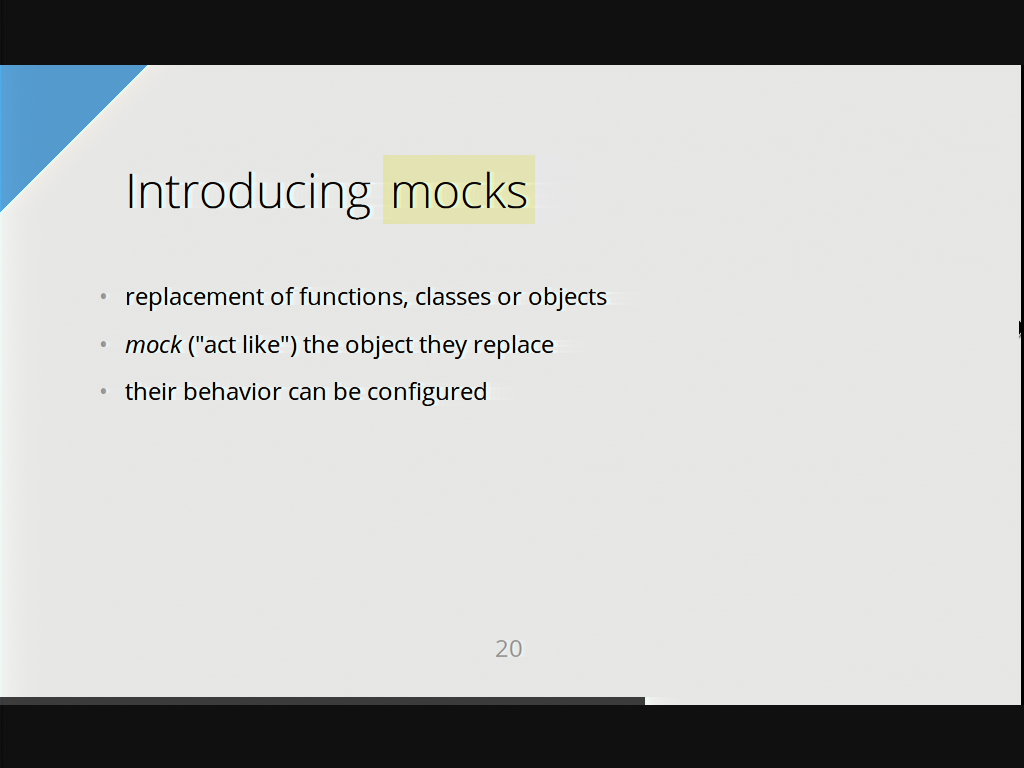 Introducing mocks
• replacement of functions, classes or objects
• mock ("act like") the object they replace
• their behavior can be configured
20